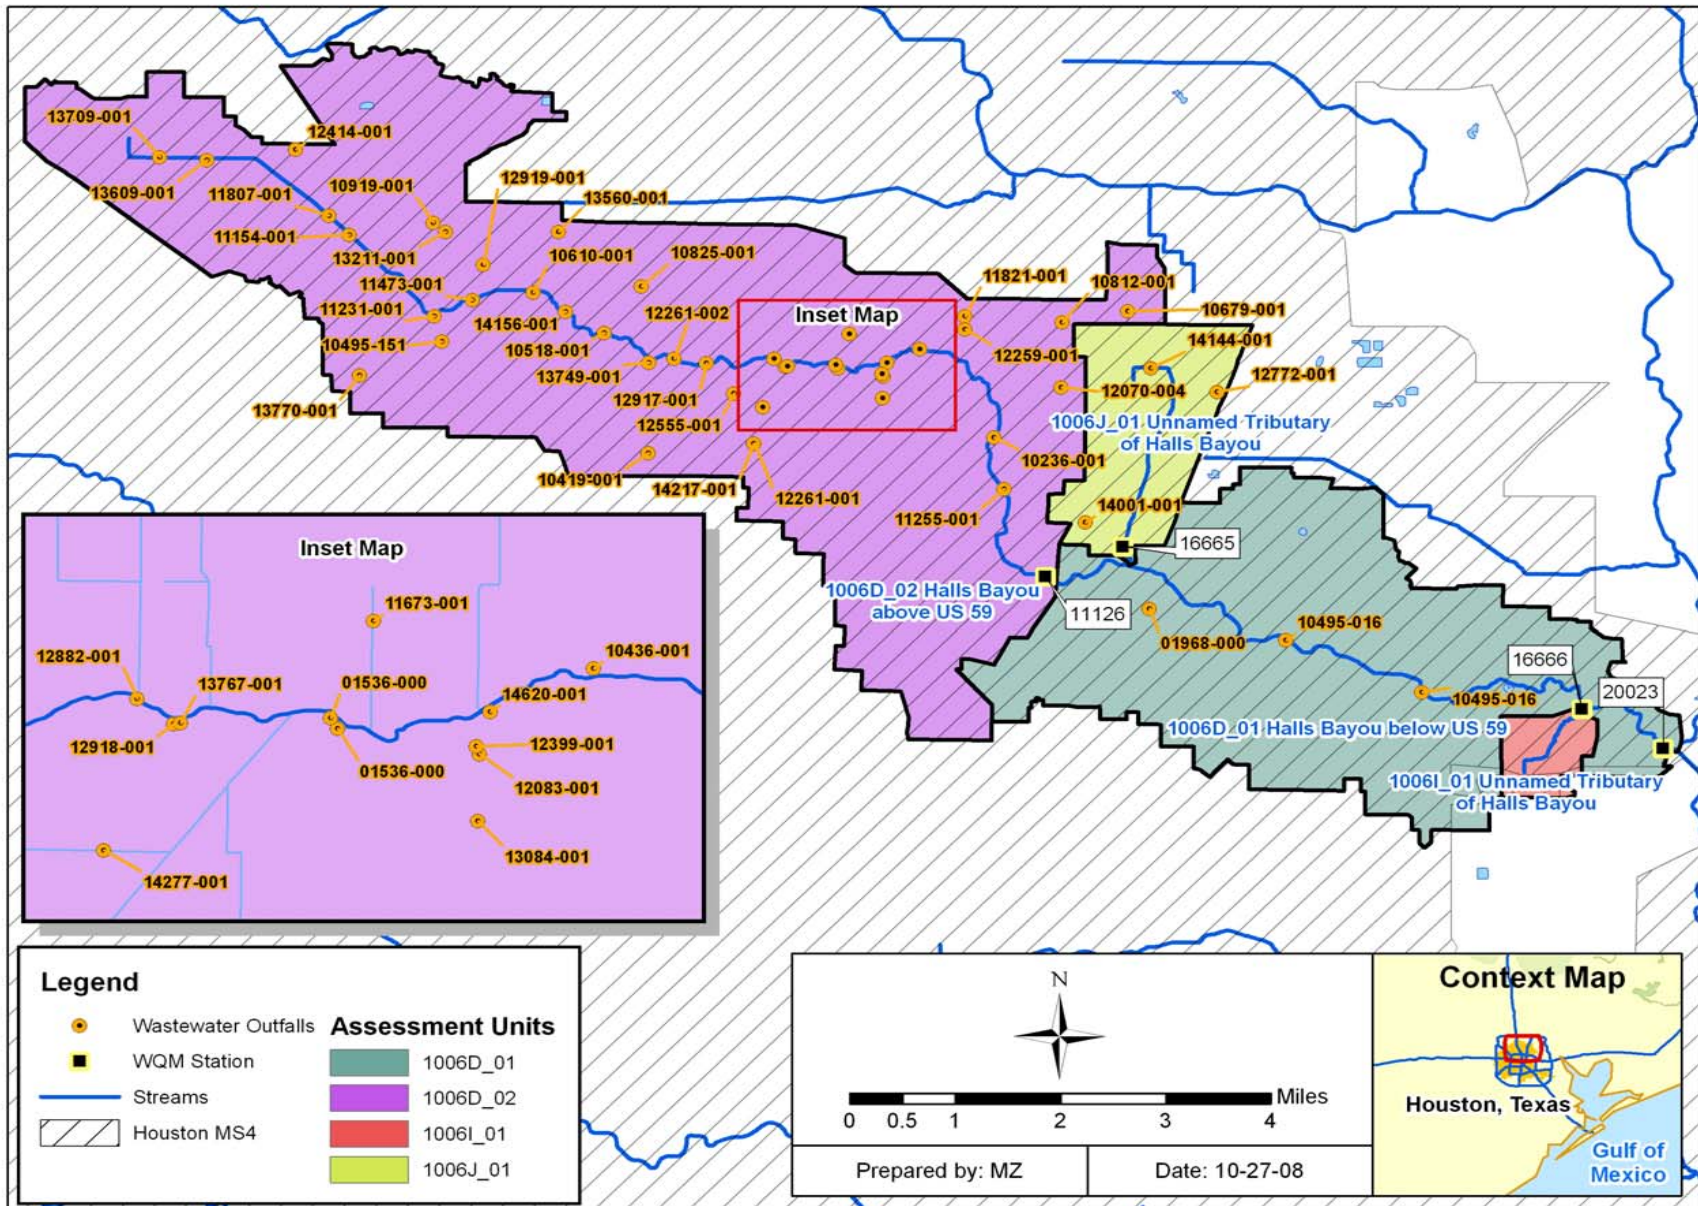 13709-001
12414-001
13609-001
11807-001
10919-001
12919-001
13560-001
11154-001
13211-001
10610-001
10825-001
11473-001
11231-001
14156-001
12261-002
Inset Map
11821-001
10812-001
10679-001
10495-151
10518-001
12259-001
14144-001
13749-001
12070-004
12772-001
13770-001
12917-001
12555-001
1006J_01 Unnamed Tributary
of Halls Bayou
10236-001
10419-001
14217-001
12261-001
11255-001
14001-001
16665
1006D_02 Halls Bayou
above US 59
11126
01968-000
10495-016
16666
20023
10495-016
1006D_01 Halls Bayou below US 59
1006I_01 Unnamed Tributary
of Halls Bayou
Inset Map
11673-001
12882-001
13767-001
01536-000
10436-001
14620-001
12918-001
01536-000
12399-001
12083-001
13084-001
14277-001
Legend
Wastewater Outfalls
WQM Station
Streams
Houston MS4
Assessment Units
1006D_01
1006D_02
1006I_01
1006J_01
N
Miles
0 0.5 1 2 3 4
Prepared by: MZ
Date: 10-27-08
Context Map
Houston, Texas
Gulf of
Mexico